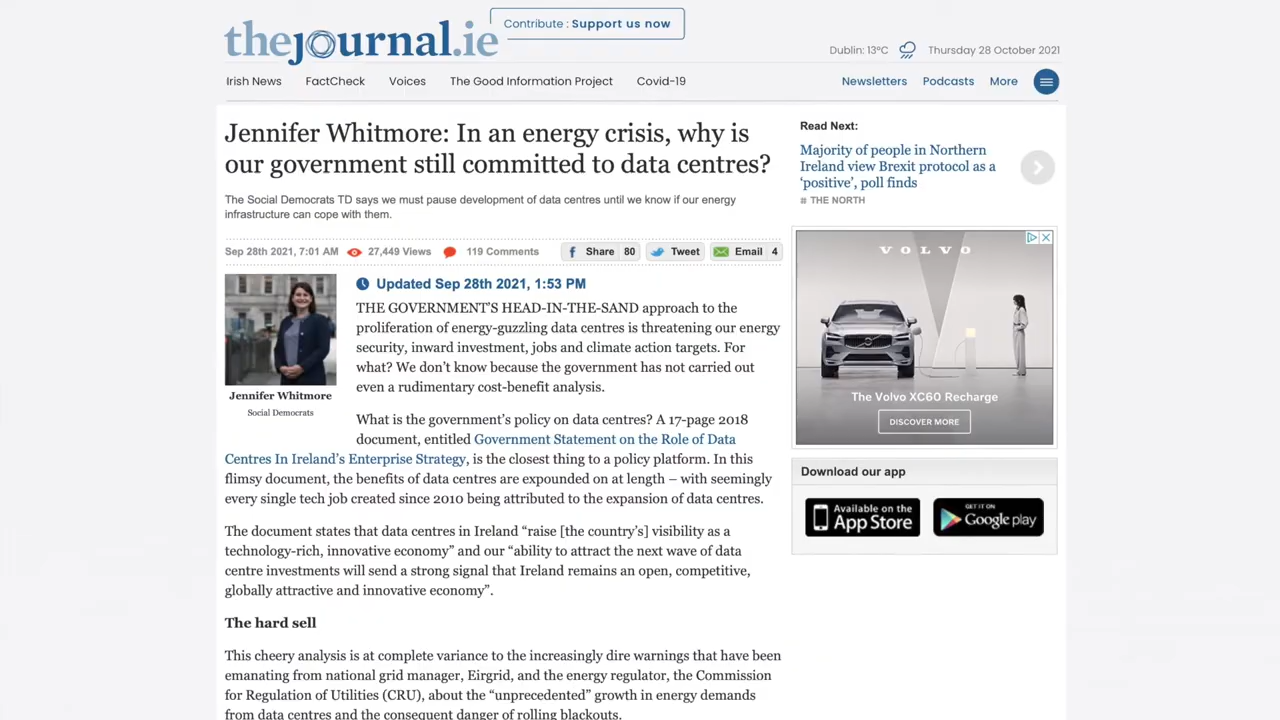 thejournal.ie
Contribute : Support us now
Dublin: 13°C
Thursday 28 October 2021
Irish News
FactCheck
Voices
The Good Information Project
Covid-19
Newsletters
Podcasts
More
Jennifer Whitmore: In an energy crisis, why is
our government still committed to data centres?
The Social Democrats TD says we must pause development of data centres until we know if our energy
infrastructure can cope with them.
Sep 28th 2021, 7:01 AM
27,449 Views
119 Comments
Share 80
Tweet
Email 4
Jennifer Whitmore
Social Democrats
Updated Sep 28th 2021, 1:53 PM
THE GOVERNMENT'S HEAD-IN-THE-SAND approach to the
proliferation of energy-guzzling data centres is threatening our energy
security, inward investment, jobs and climate action targets. For
what? We don't know because the government has not carried out
even a rudimentary cost-benefit analysis.
What is the government's policy on data centres? A 17-page 2018
document, entitled Government Statement on the Role of Data
Centres In Ireland's Enterprise Strategy, is the closest thing to a policy platform. In this
flimsy document, the benefits of data centres are expounded on at length – with seemingly
every single tech job created since 2010 being attributed to the expansion of data centres.
The document states that data centres in Ireland “raise [the country's] visibility as a
technology-rich, innovative economy” and our “ability to attract the next wave of data
centre investments will send a strong signal that Ireland remains an open, competitive,
globally attractive and innovative economy”.
The hard sell
This cheery analysis is at complete variance to the increasingly dire warnings that have been
emanating from national grid manager, Eirgrid, and the energy regulator, the Commission
for Regulation of Utilities (CRU), about the “unprecedented” growth in energy demands
from data centres and the consequent danger of rolling blackouts.
Read Next:
Majority of people in Northern
Ireland view Brexit protocol as a
‘positive’, poll finds
# THE NORTH
VOLVO
The Volvo XC60 Recharge
DISCOVER MORE
Download our app
Available on the
App Store
GET IT ON
Google play